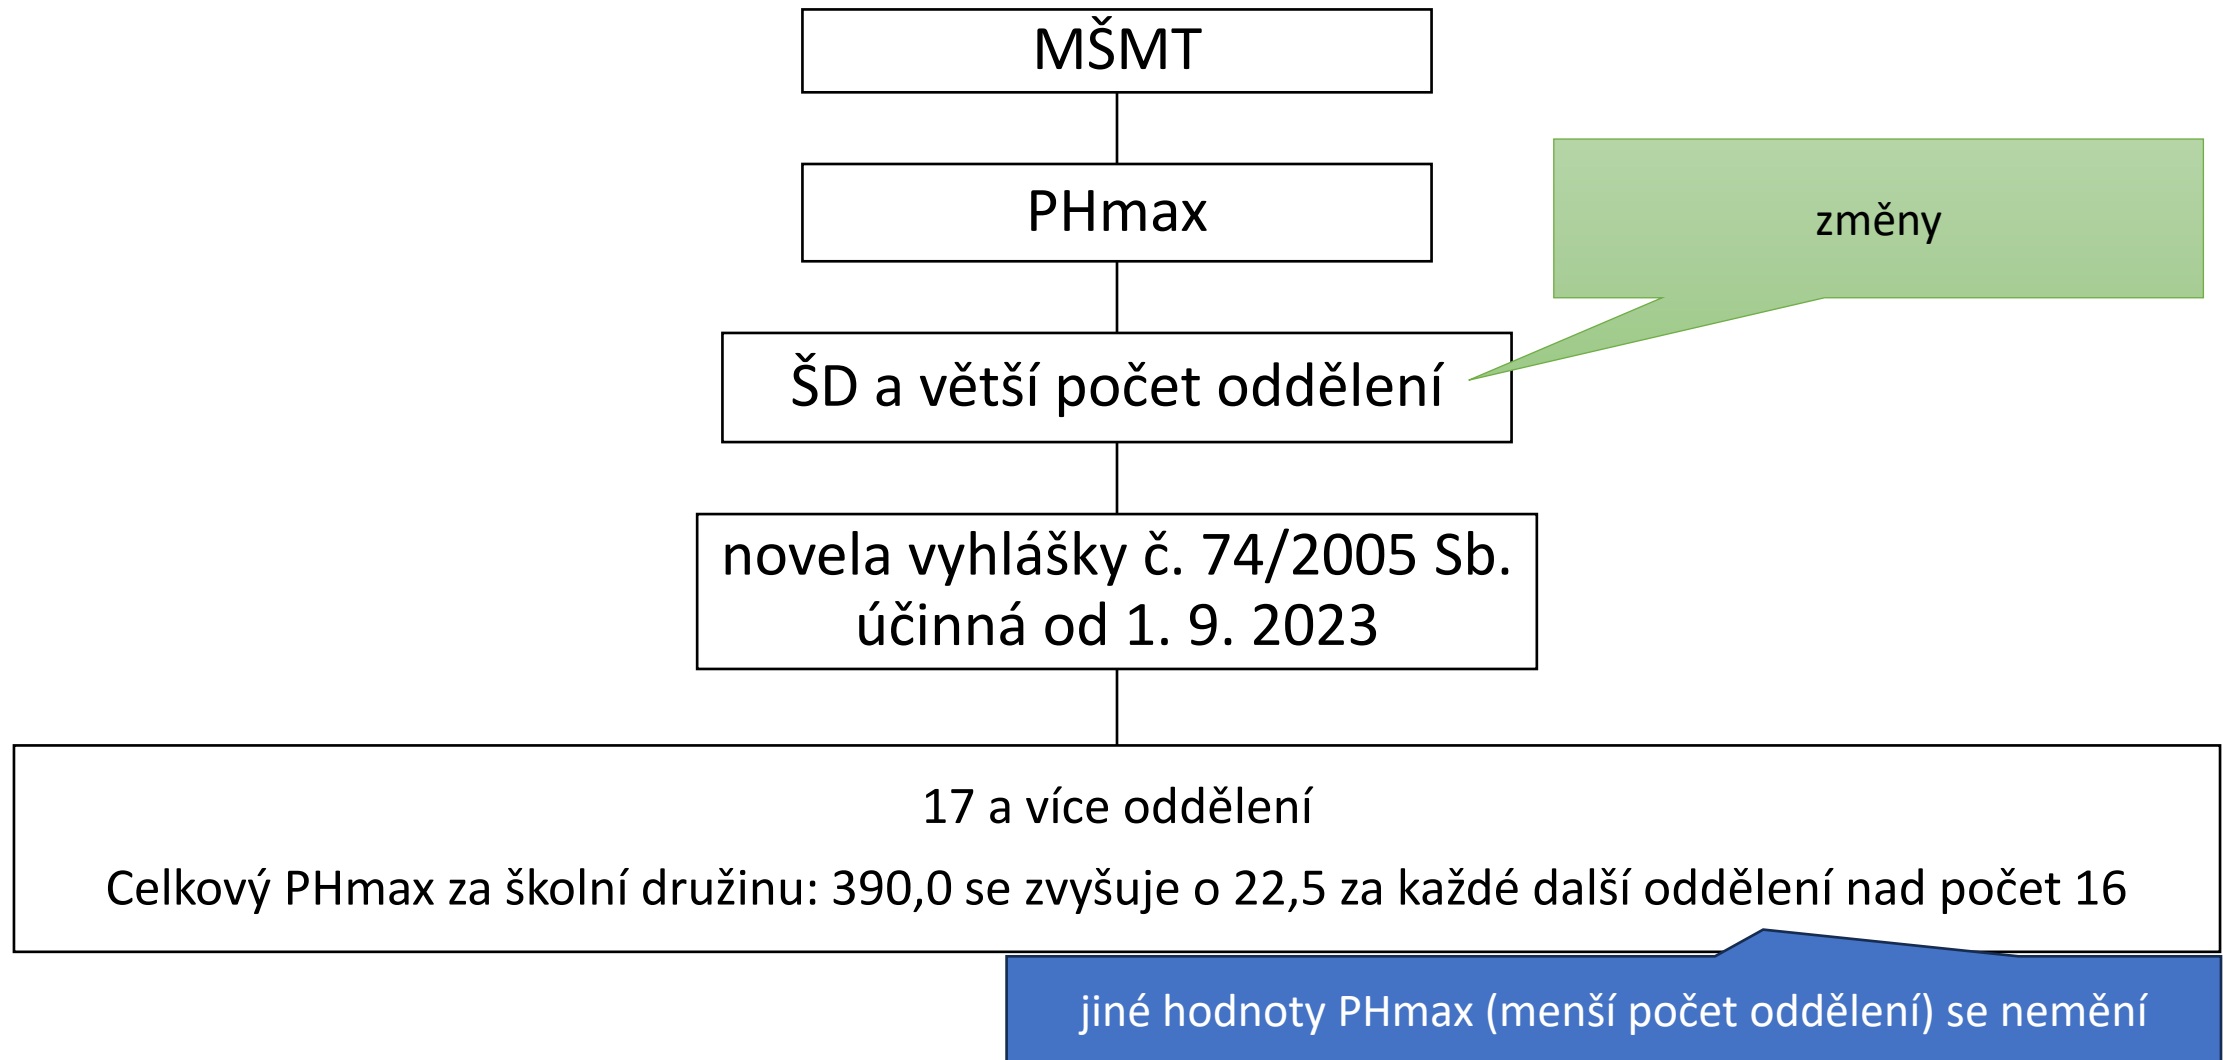 MŠMT
PHmax
změny
ŠD a větší počet oddělení
novela vyhlášky č. 74/2005 Sb.
účinná od 1. 9. 2023
17 a více oddělení
Celkový PHmax za školní družinu: 390,0 se zvyšuje o 22,5 za každé další oddělení nad počet 16
jiné hodnoty PHmax (menší počet oddělení) se nemění